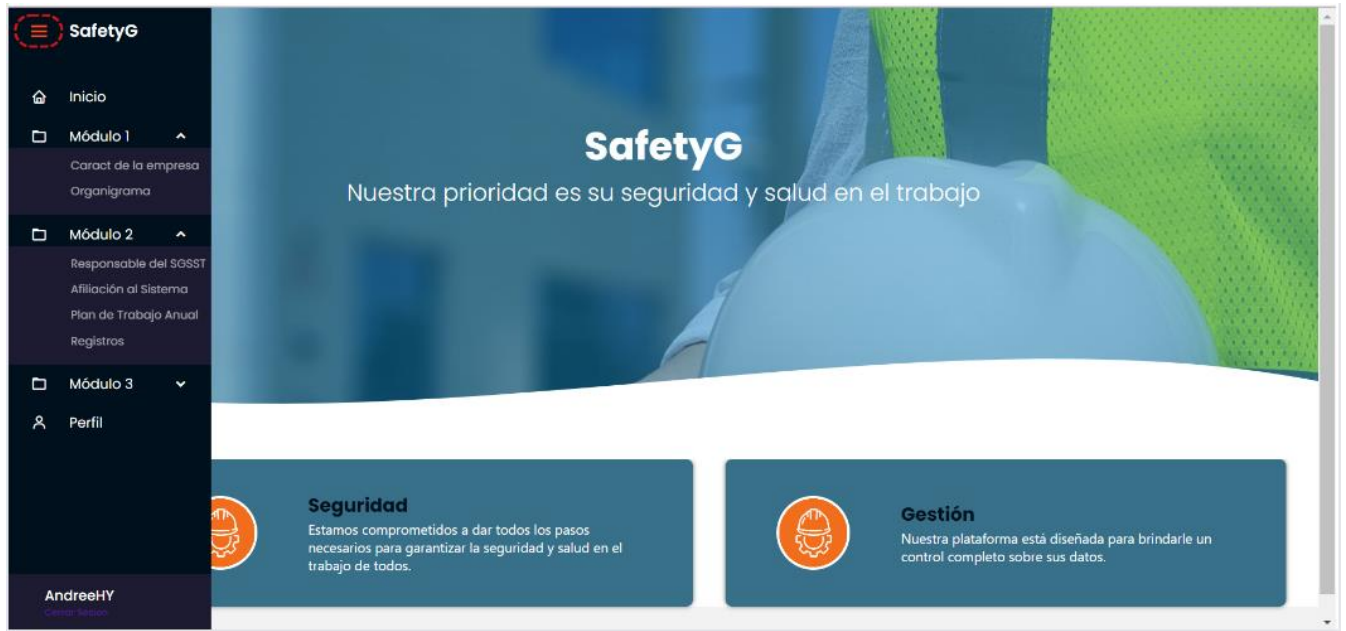 SafetyG
Inicio
Módulo 1
Caract de la empresa
Organigrama
Módulo 2
Responsable del SGSST
Afiliación al Sistema
Plan de Trabajo Anual
Registros
Módulo 3
Perfil
AndreeHY
Cerrar Sesion
SafetyG
Nuestra prioridad es su seguridad y salud en el trabajo
Seguridad
Estamos comprometidos a dar todos los pasos
necesarios para garantizar la seguridad y salud en el
trabajo de todos.
Gestión
Nuestra plataforma está diseñada para brindarle un
control completo sobre sus datos.